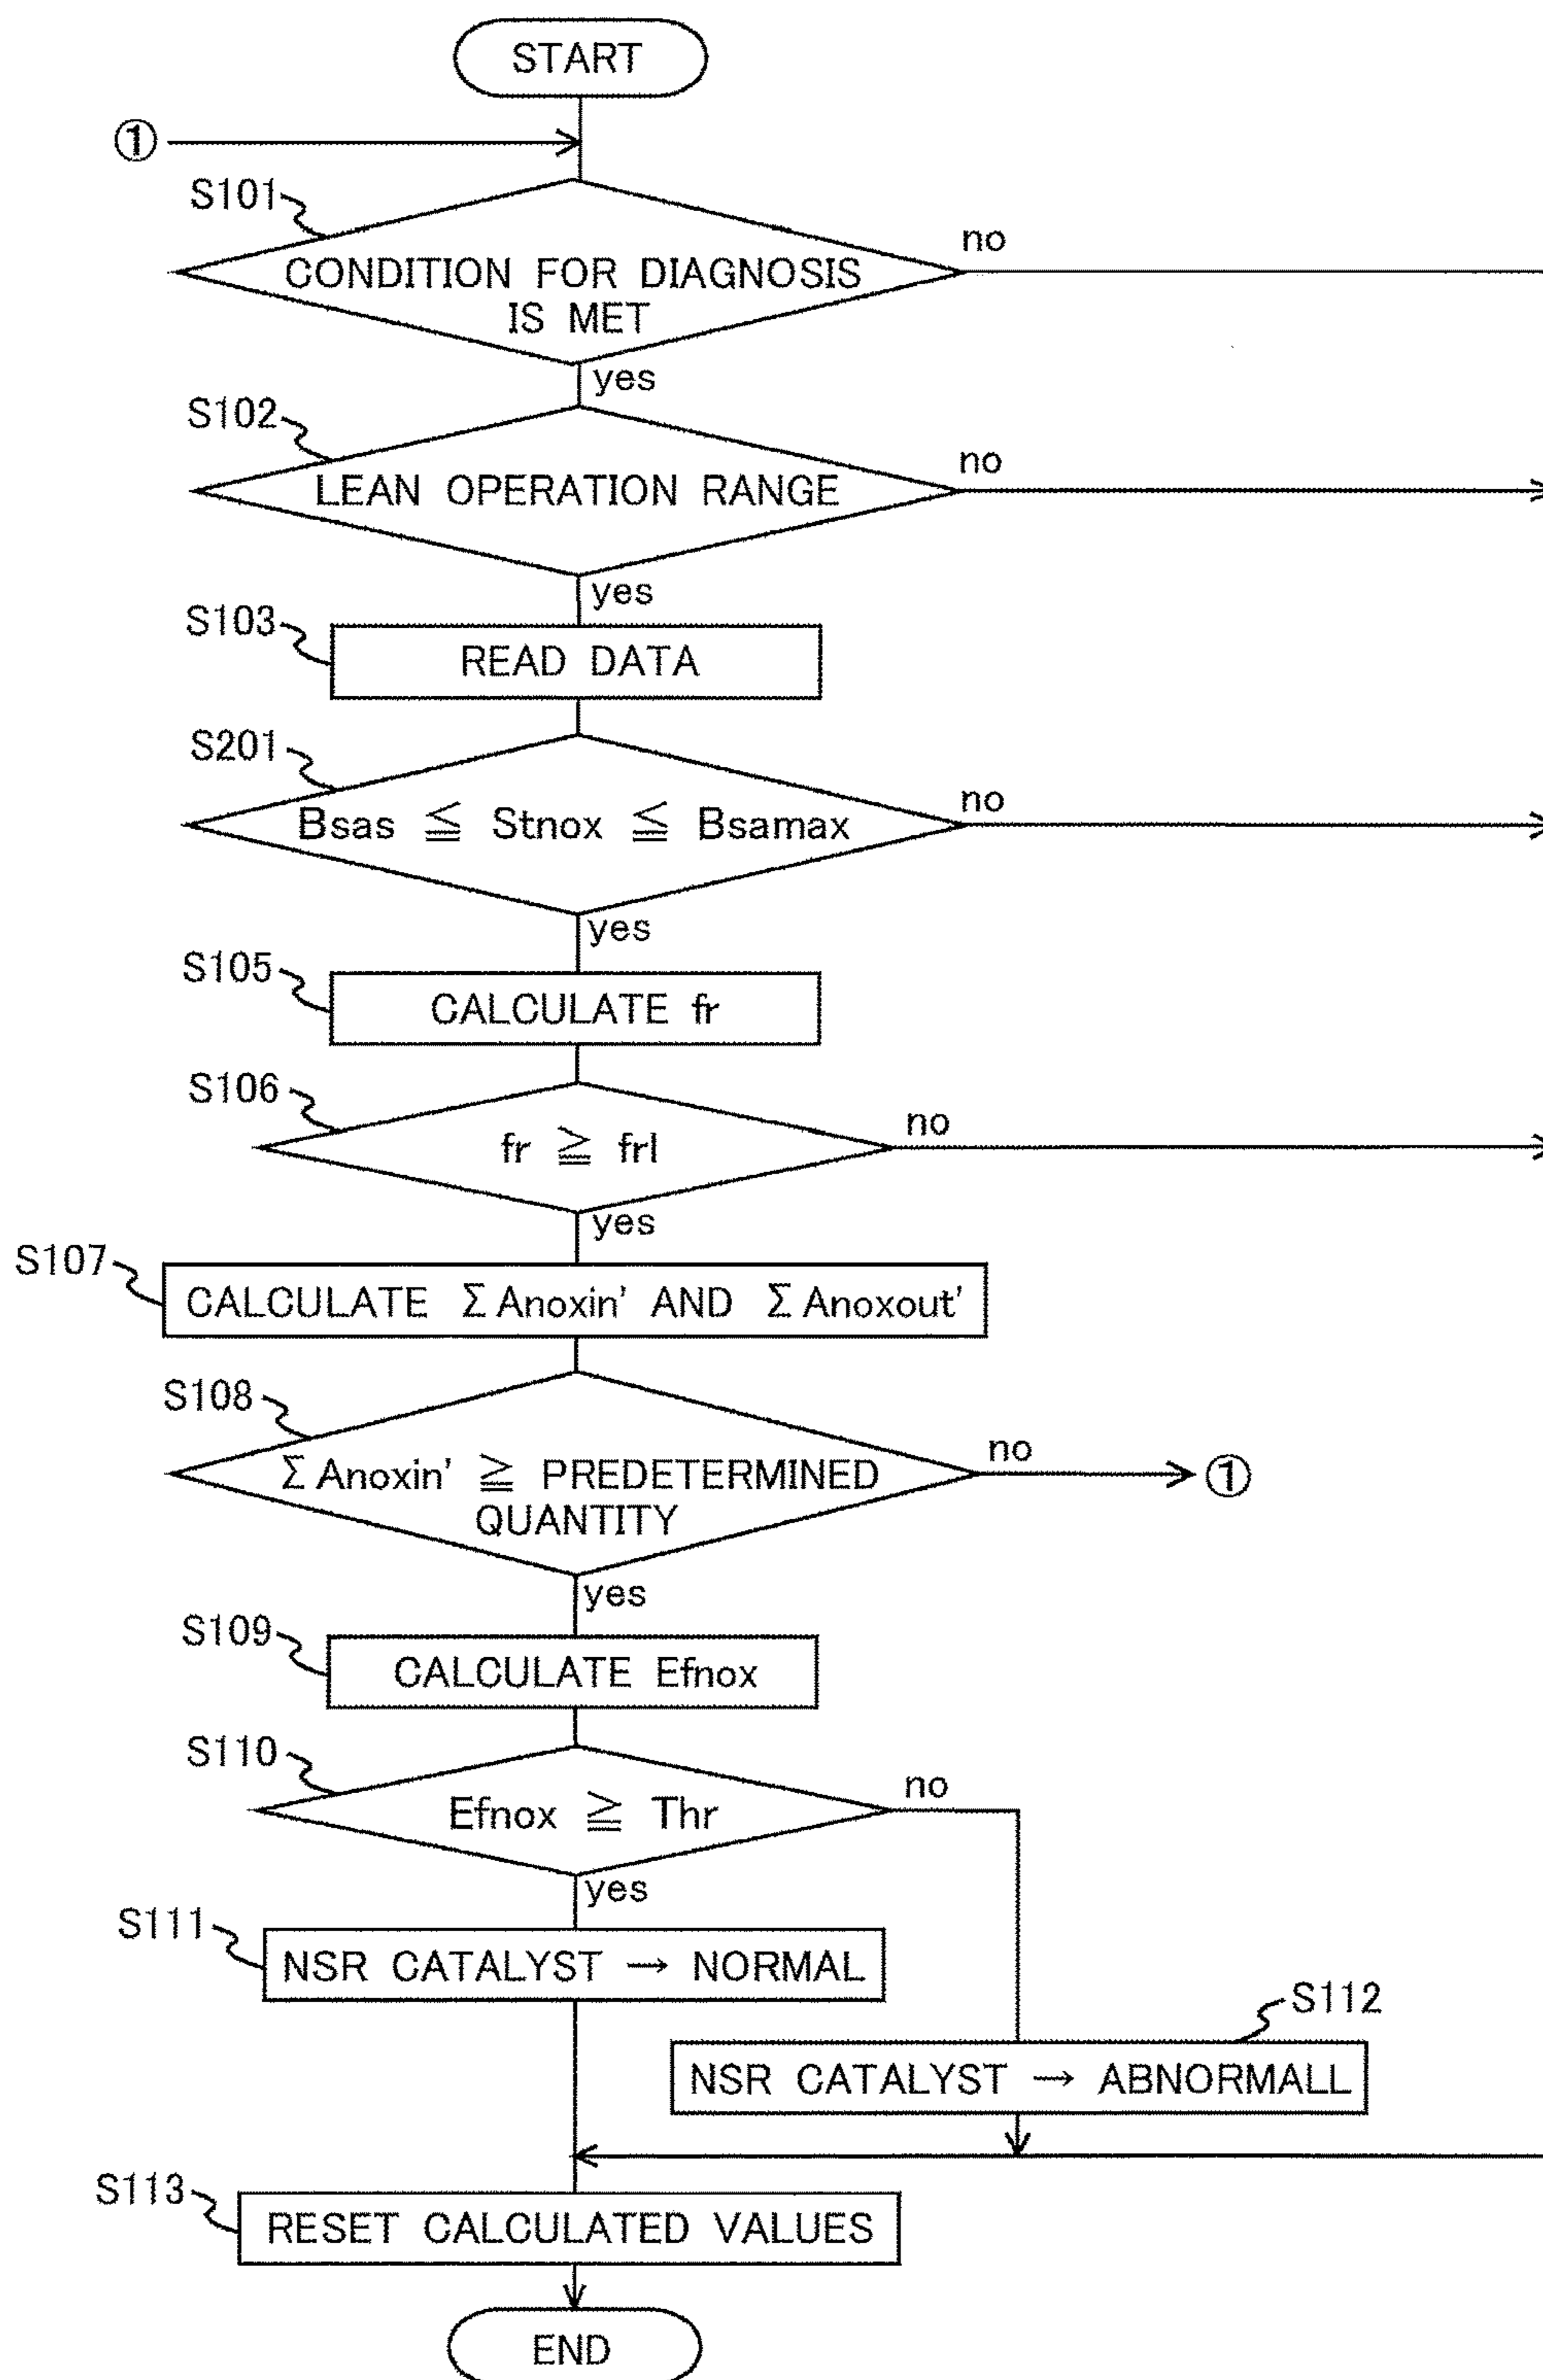 START
①
S101
no
CONDITION FOR DIAGNOSIS
IS MET
yes
S102
no
LEAN OPERATION RANGE
yes
S103
READ DATA
S201
no
Bsas ≦ Stnox ≦ Bsamax
yes
S105
CALCULATE fr
S106
no
fr ≧ frl
yes
S107
CALCULATE ΣAnoxin' AND ΣAnoxout'
S108
no
ΣAnoxin' ≧ PREDETERMINED
QUANTITY
①
yes
S109
CALCULATE Efnox
S110
no
Efnox ≧ Thr
yes
S111
NSR CATALYST → NORMAL
S112
NSR CATALYST → ABNORMALL
S113
RESET CALCULATED VALUES
END